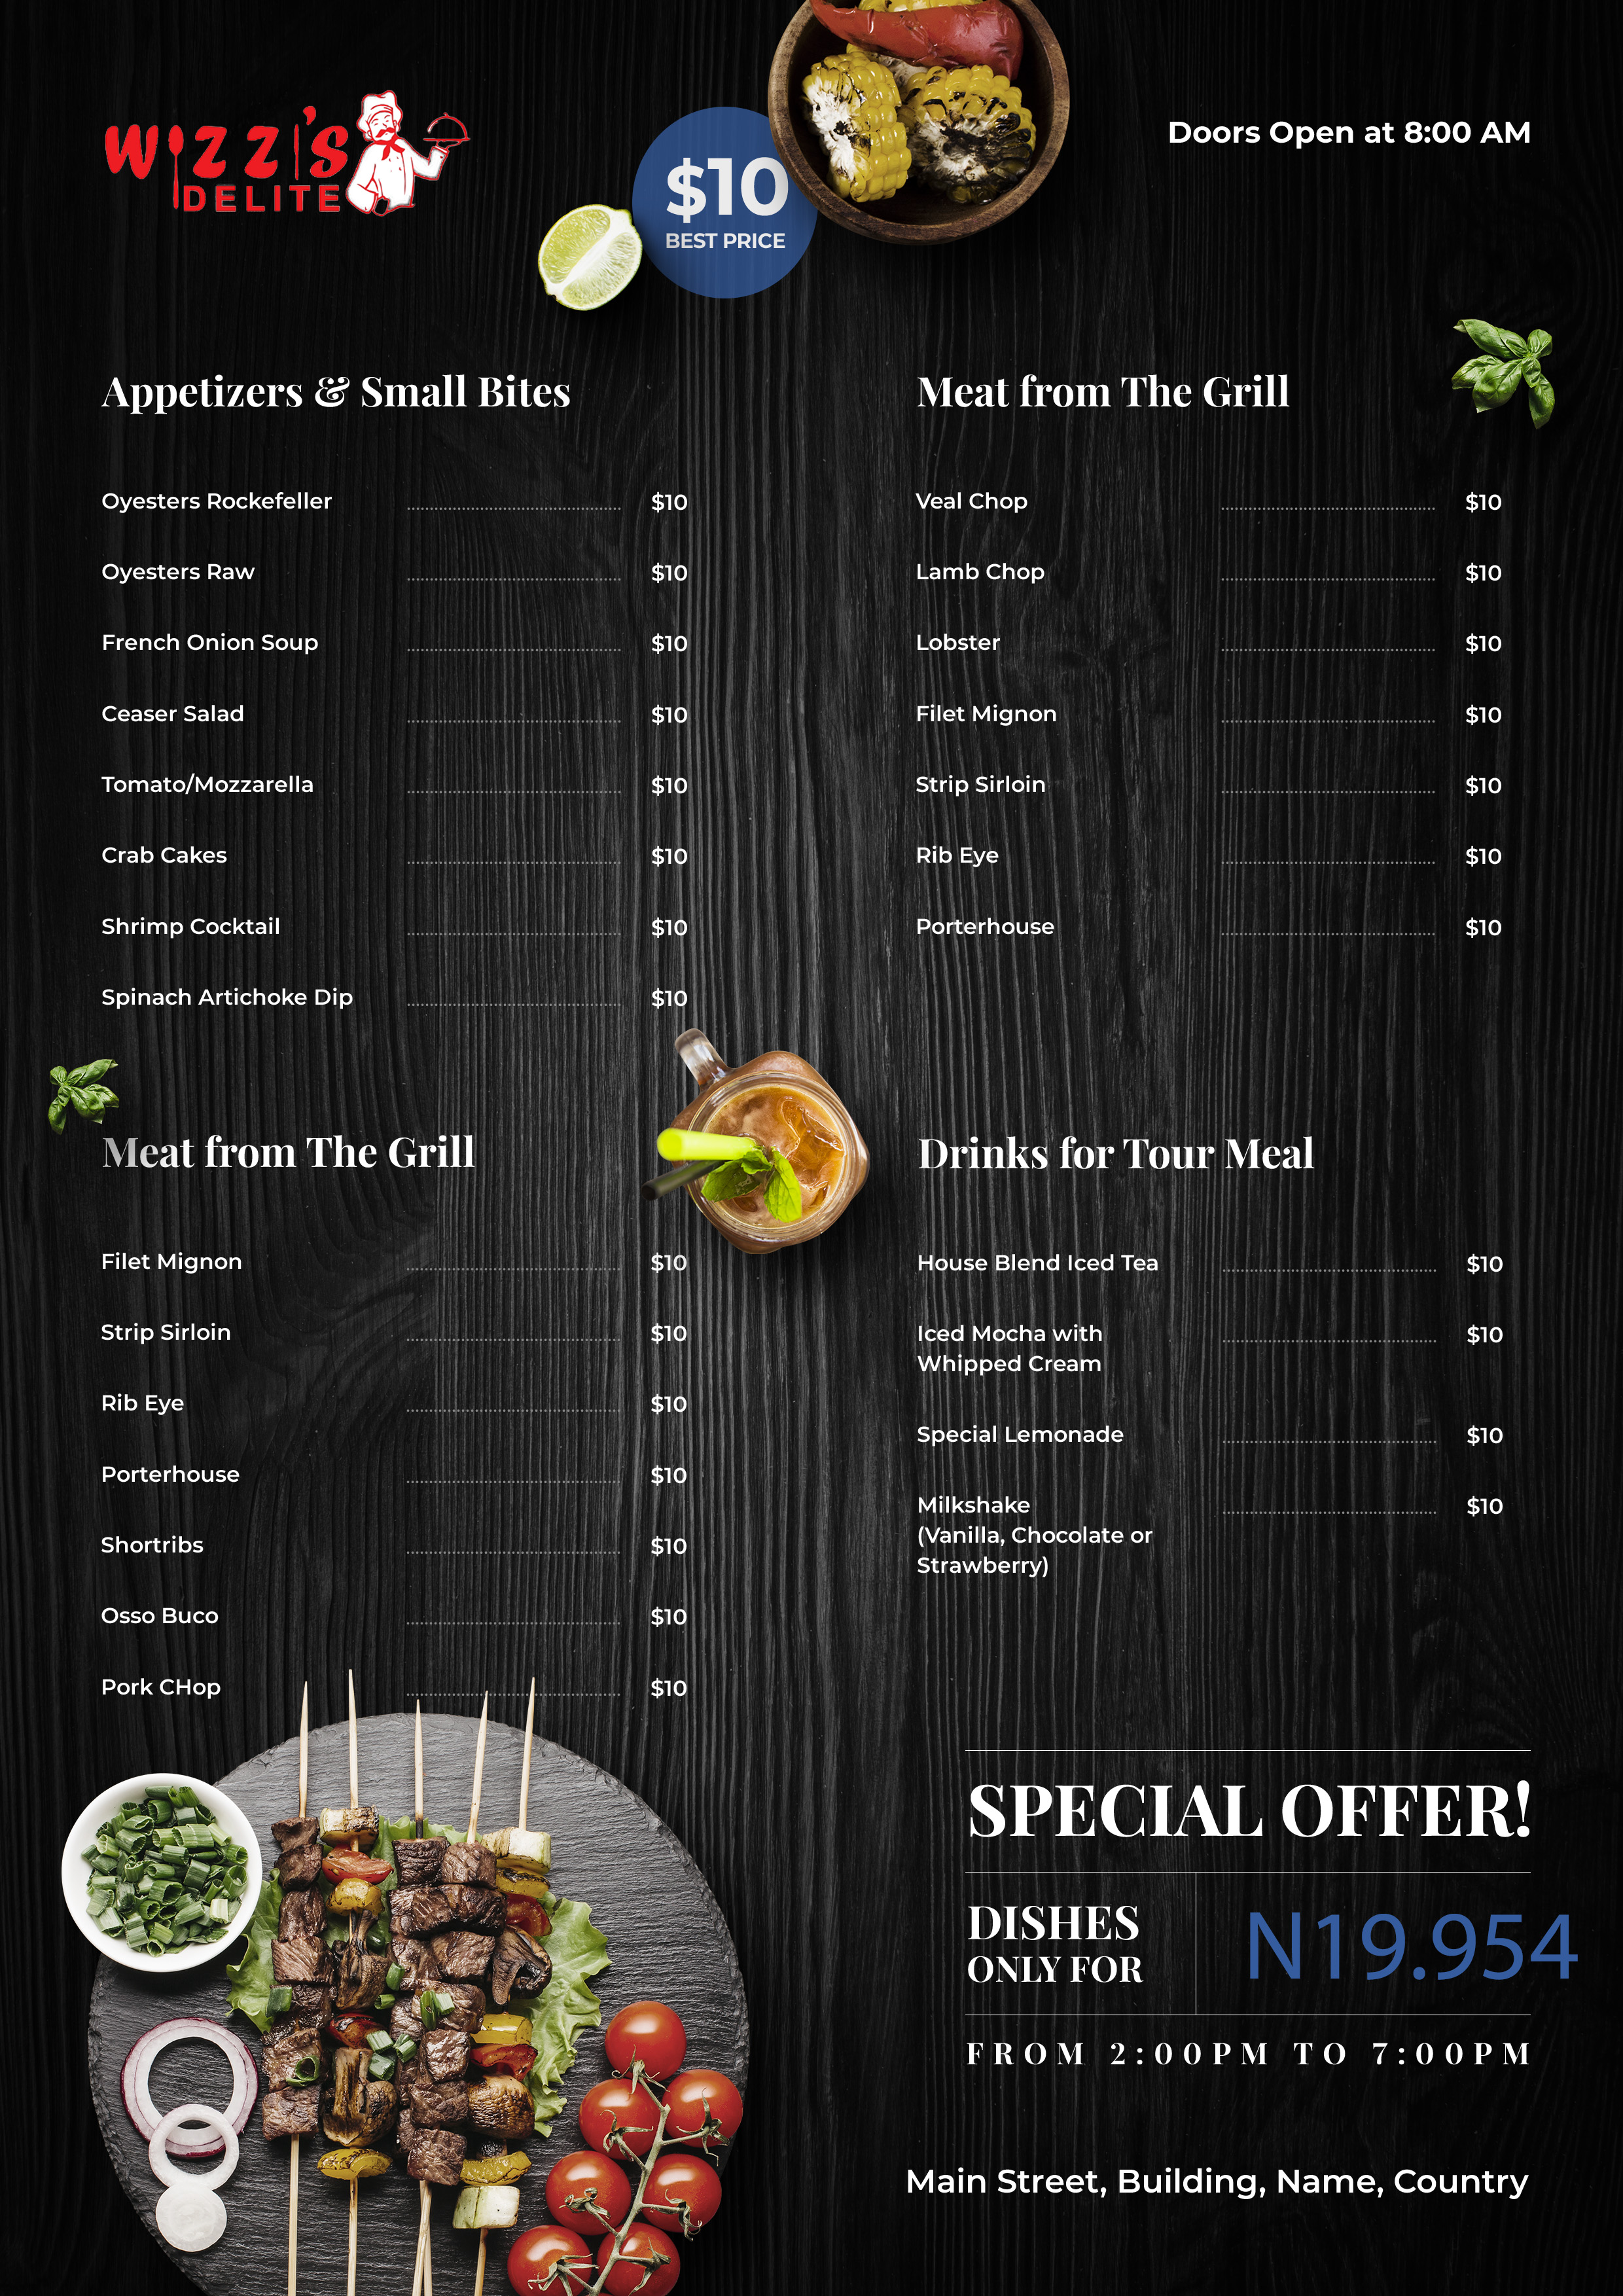 WIZZI'S
DELITE
$10
BEST PRICE
Doors Open at 8:00 AM
Appetizers & Small Bites
Oyesters Rockefeller $10
Oyesters Raw $10
French Onion Soup $10
Ceaser Salad $10
Tomato/Mozzarella $10
Crab Cakes $10
Shrimp Cocktail $10
Spinach Artichoke Dip $10
Meat from The Grill
Veal Chop $10
Lamb Chop $10
Lobster $10
Filet Mignon $10
Strip Sirloin $10
Rib Eye $10
Porterhouse $10
Meat from The Grill
Filet Mignon $10
Strip Sirloin $10
Rib Eye $10
Porterhouse $10
Shortribs $10
Osso Buco $10
Pork CHop $10
Drinks for Tour Meal
House Blend Iced Tea $10
Iced Mocha with $10
Whipped Cream
Special Lemonade $10
Milkshake $10
(Vanilla, Chocolate or
Strawberry)
SPECIAL OFFER!
DISHES
ONLY FOR
N19.954
FROM 2:00PM TO 7:00PM
Main Street, Building, Name, Country